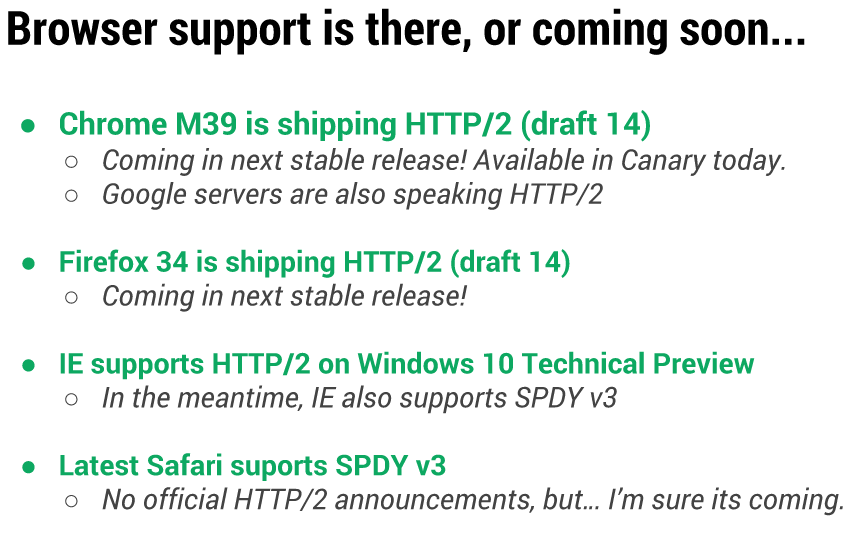 Browser support is there, or coming soon...
● Chrome M39 is shipping HTTP/2 (draft 14)
○ Coming in next stable release! Available in Canary today.
○ Google servers are also speaking HTTP/2
● Firefox 34 is shipping HTTP/2 (draft 14)
○ Coming in next stable release!
● IE supports HTTP/2 on Windows 10 Technical Preview
○ In the meantime, IE also supports SPDY v3
● Latest Safari suports SPDY v3
○ No official HTTP/2 announcements, but… I’m sure its coming.